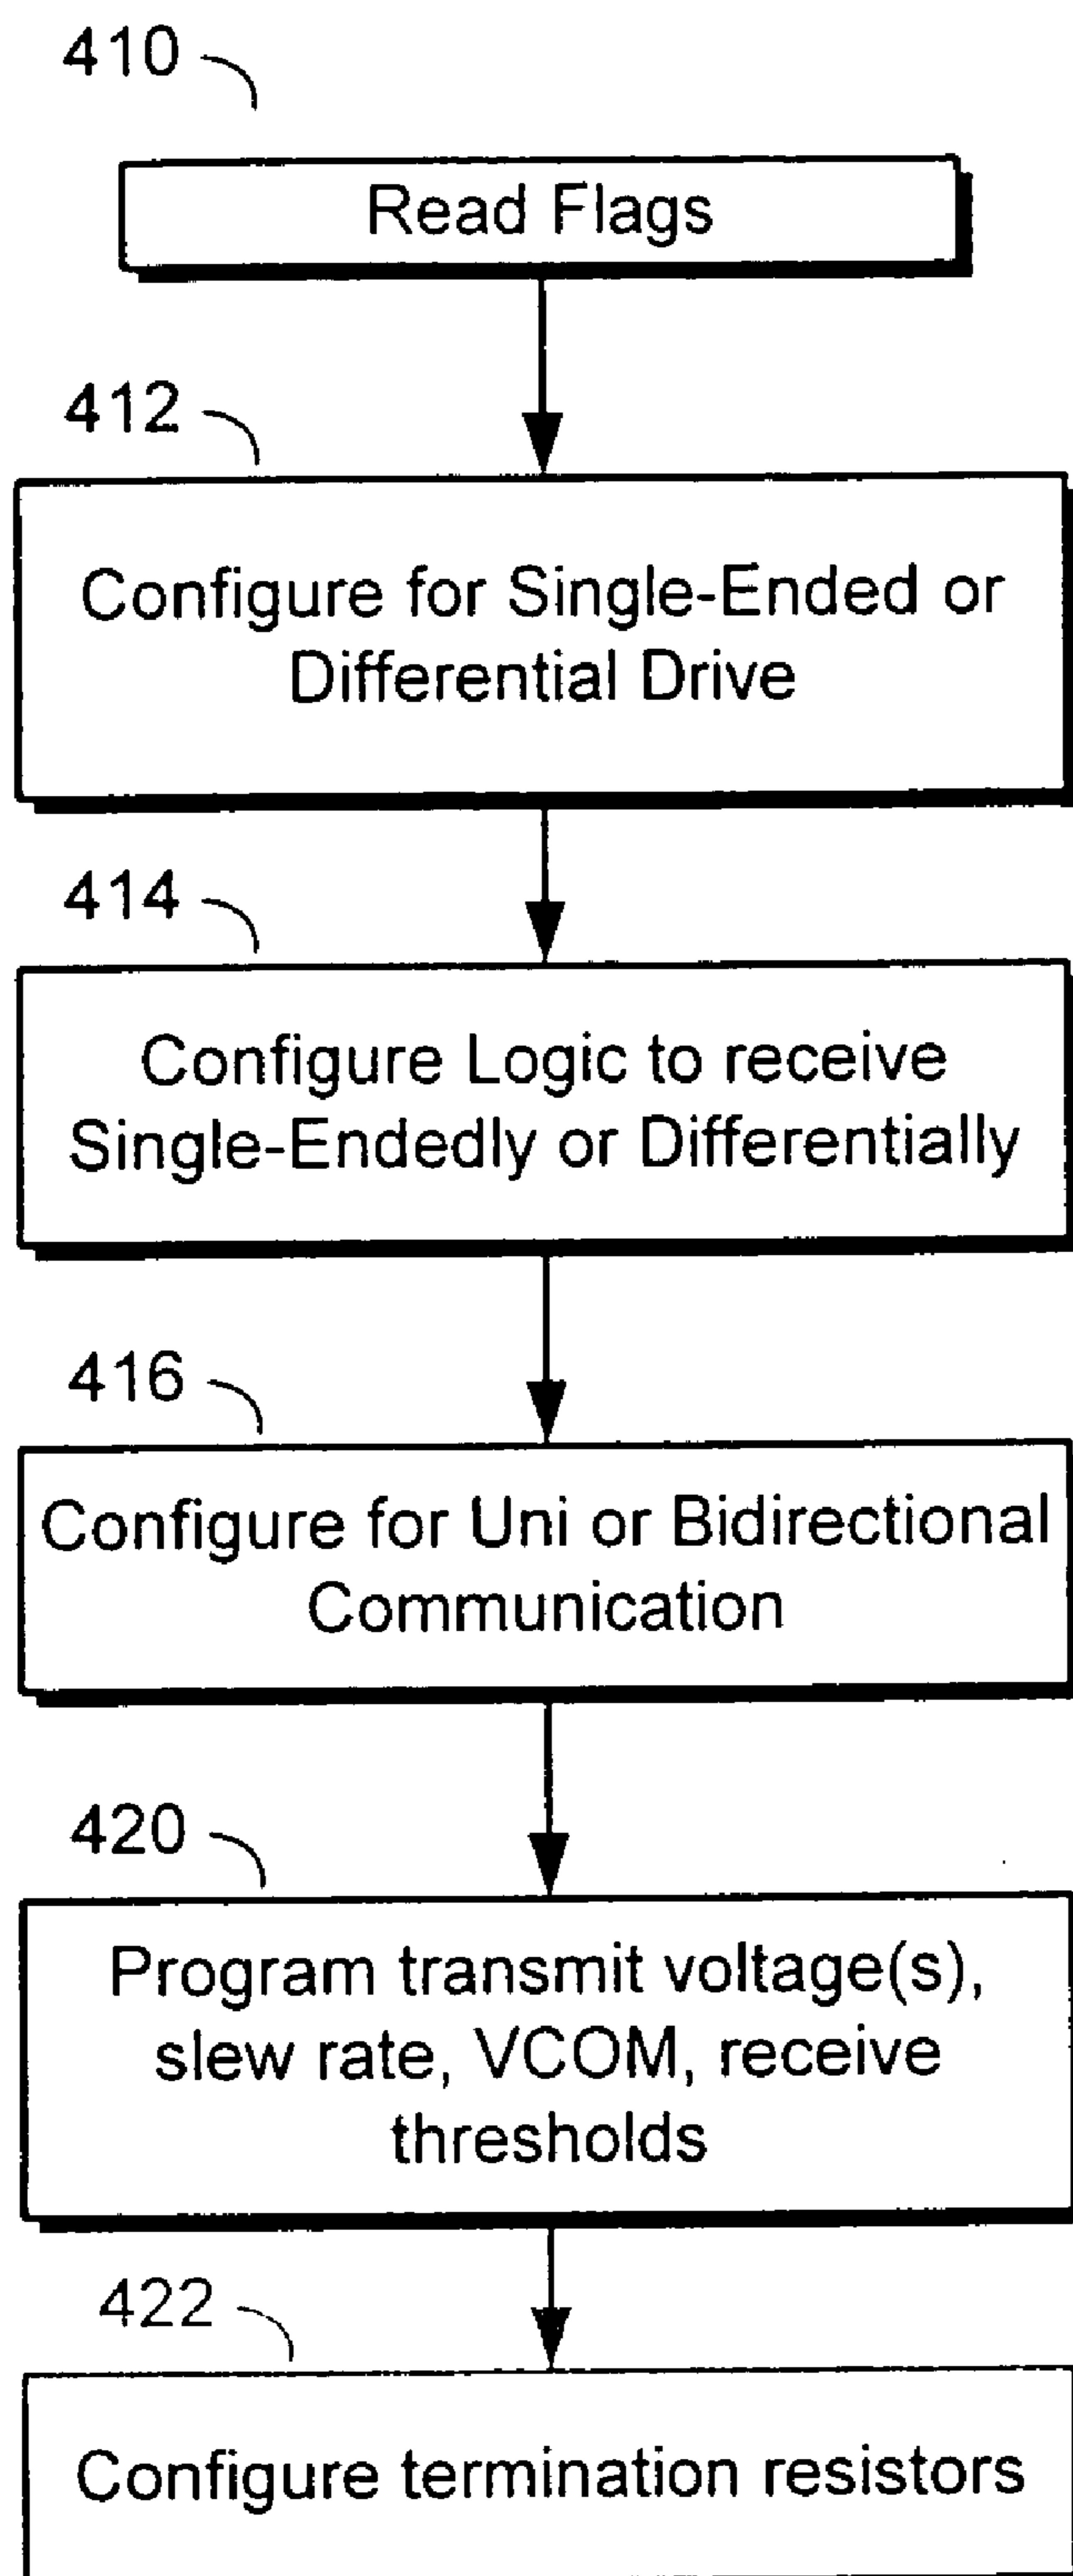 410
Read Flags
412
Configure for Single-Ended or
Differential Drive
414
Configure Logic to receive
Single-Endedly or Differentially
416
Configure for Uni or Bidirectional
Communication
420
Program transmit voltage(s),
slew rate, VCOM, receive
thresholds
422
Configure termination resistors